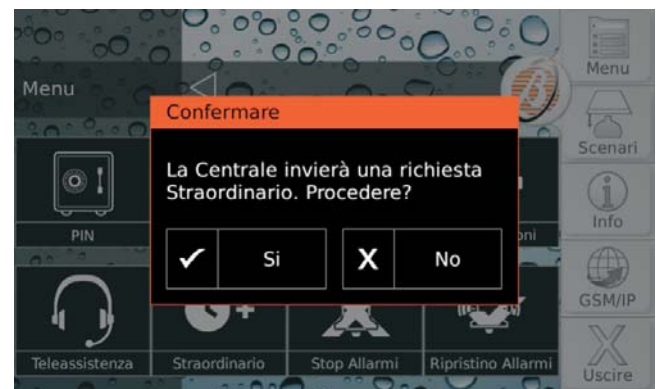 Menu
Menu
Confermare
La Centrale invierà una richiesta
Straordinario. Procedere?
Si
No
Scenari
Info
PIN
oni
GSM/IP
Teleassistenza
Straordinario
Stop Allarmi
Ripristino Allarmi
Uscire